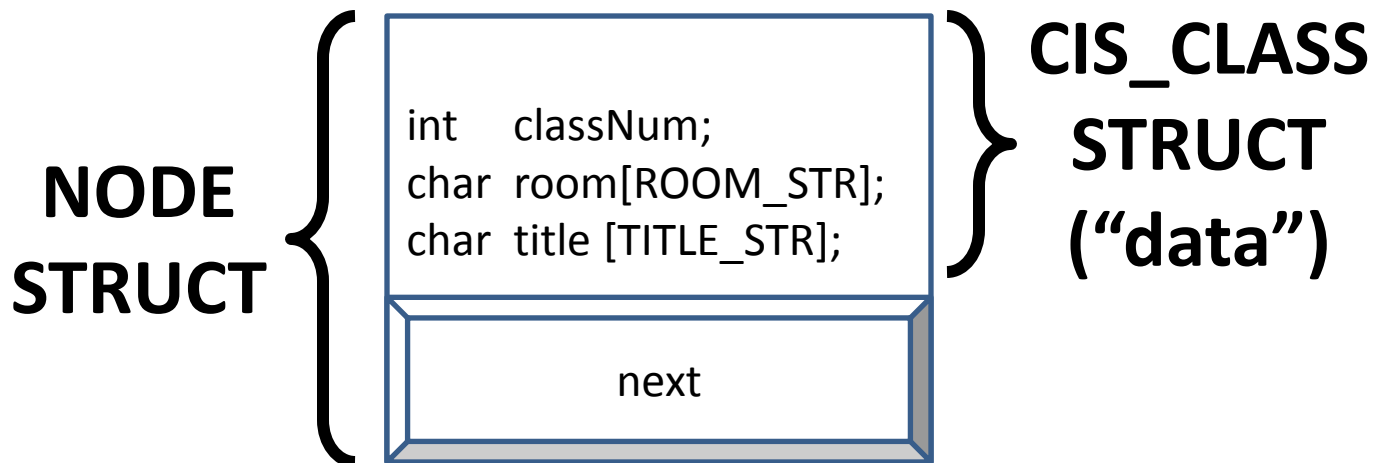 NODE
STRUCT
int classNum;
char room[ROOM_STR];
char title [TITLE_STR];
next
CIS_CLASS
STRUCT
(“data”)